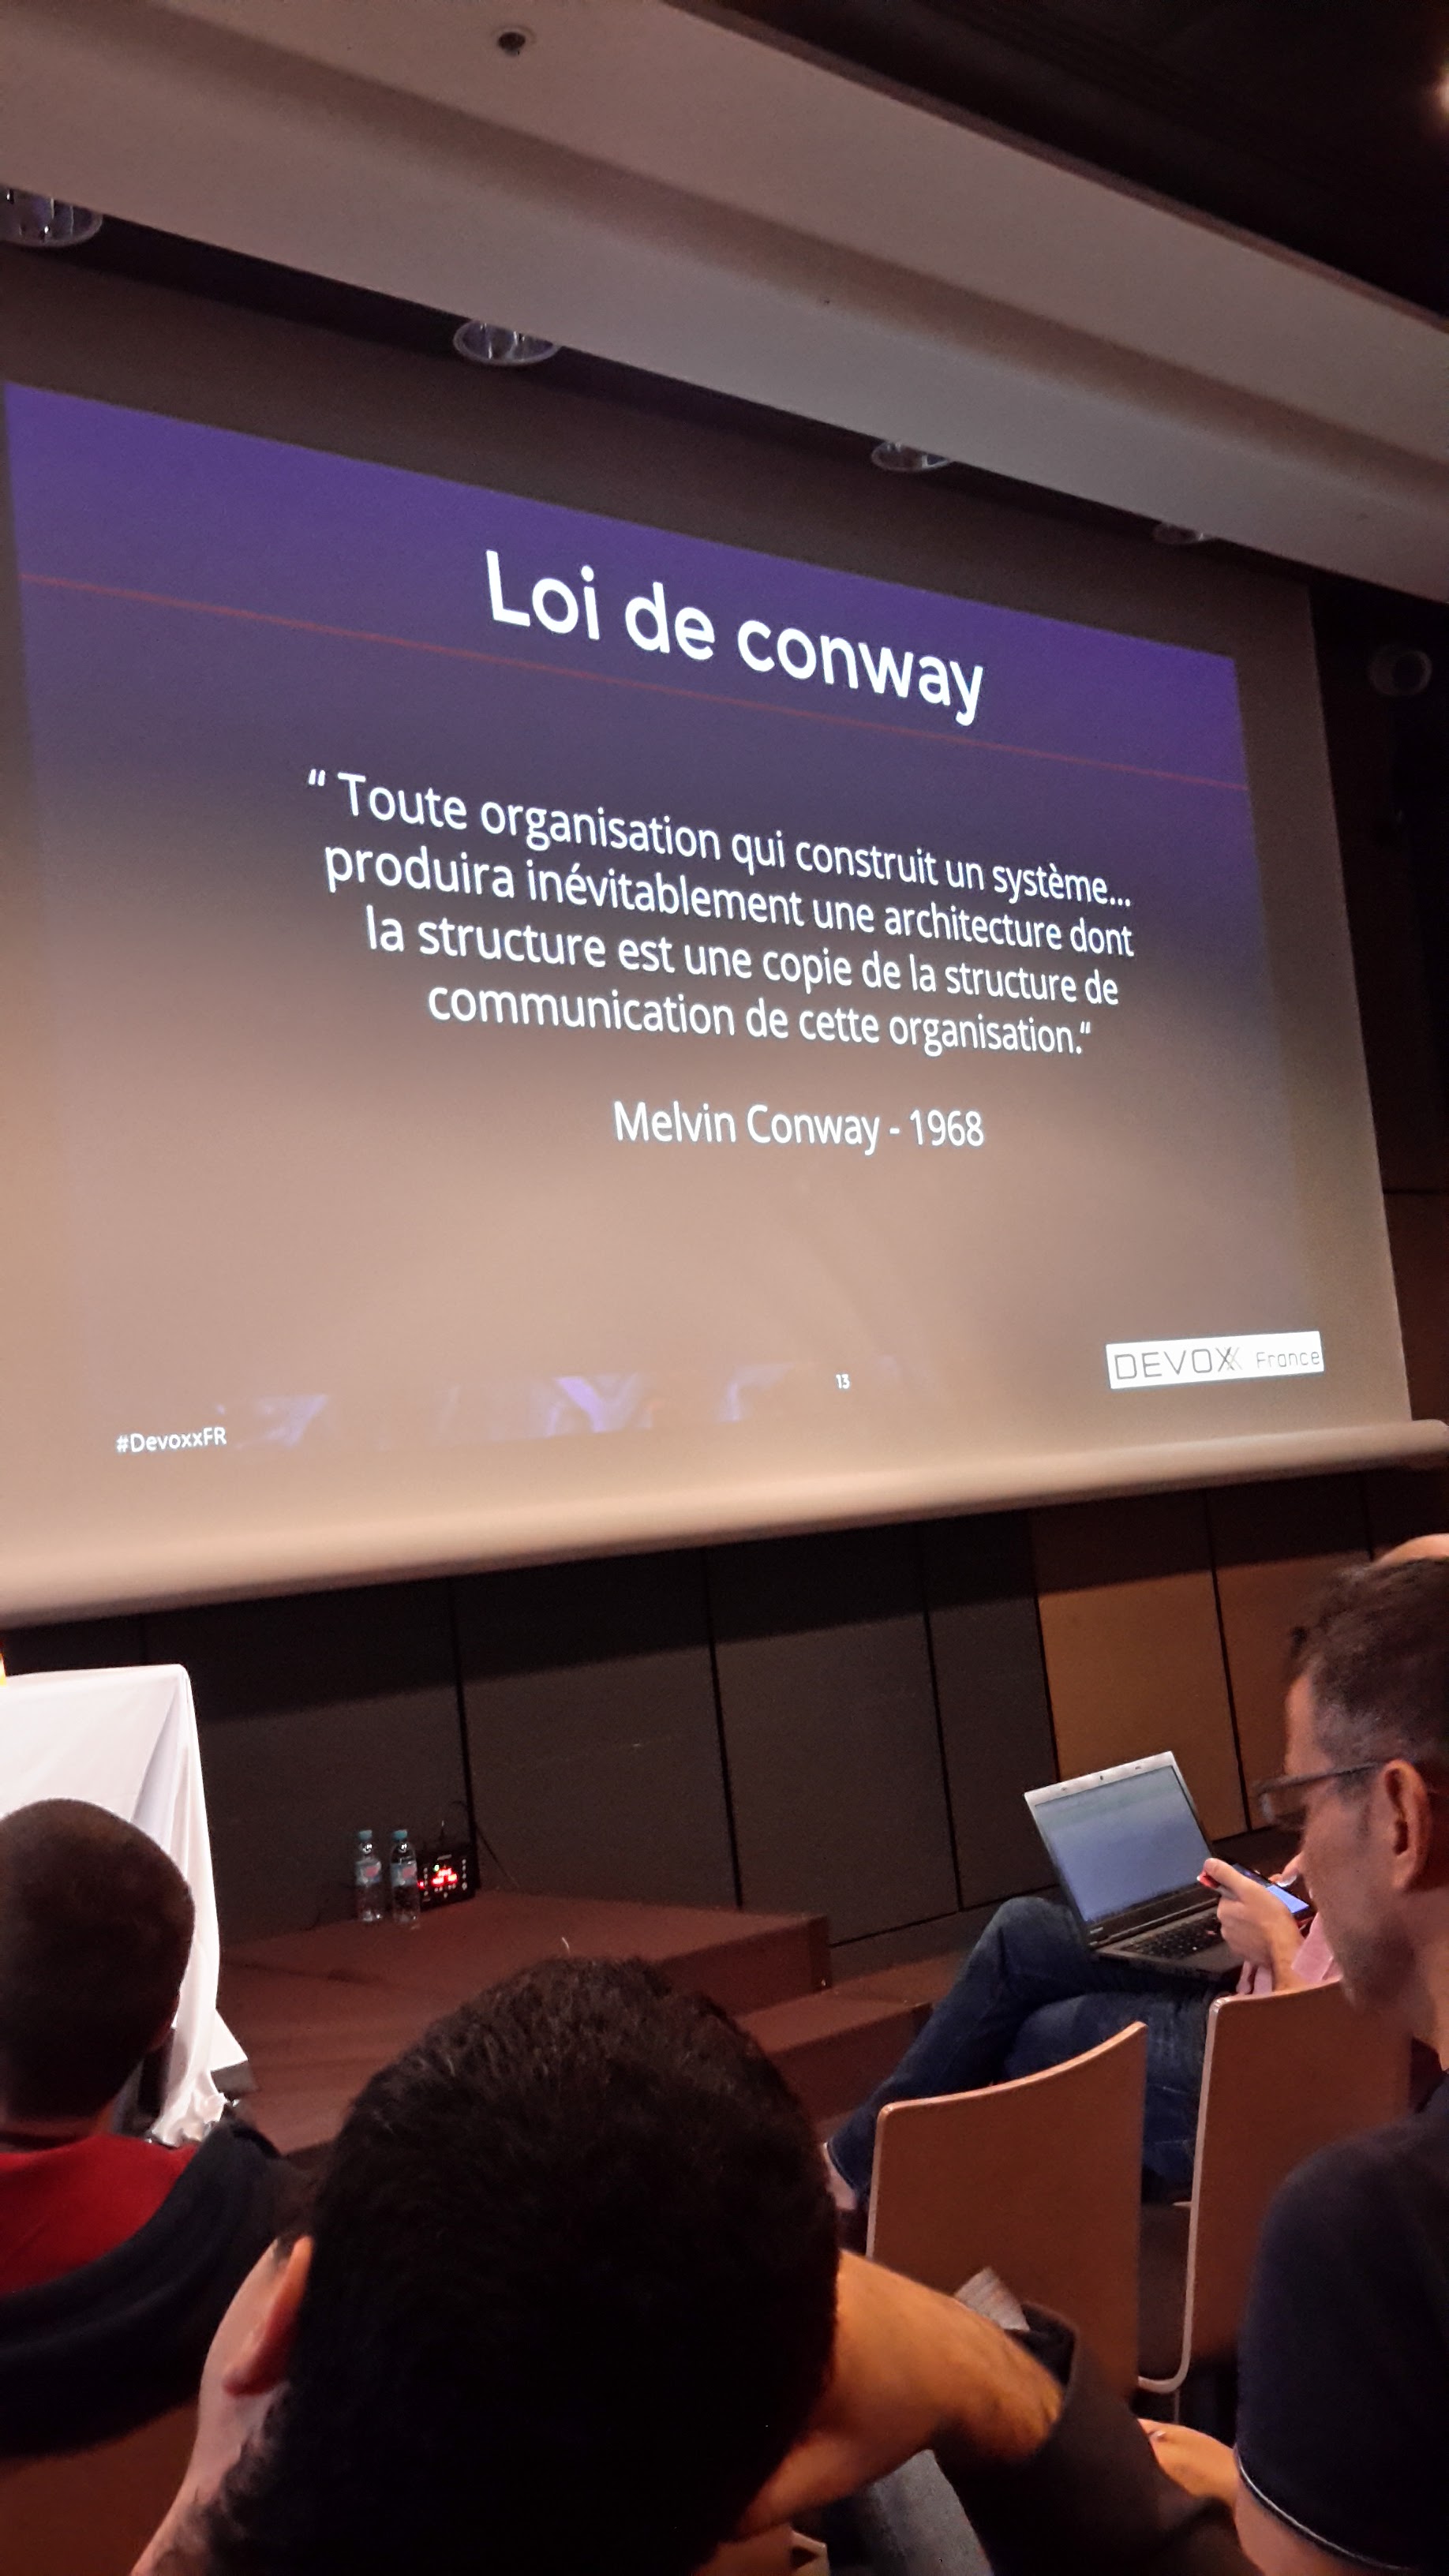 Loi de conway
“ Toute organisation qui construit un système...
produira inévitablement une architecture dont
la structure est une copie de la structure de
communication de cette organisation.“
Melvin Conway - 1968
13
DEVOXX France
#DevoxxFR